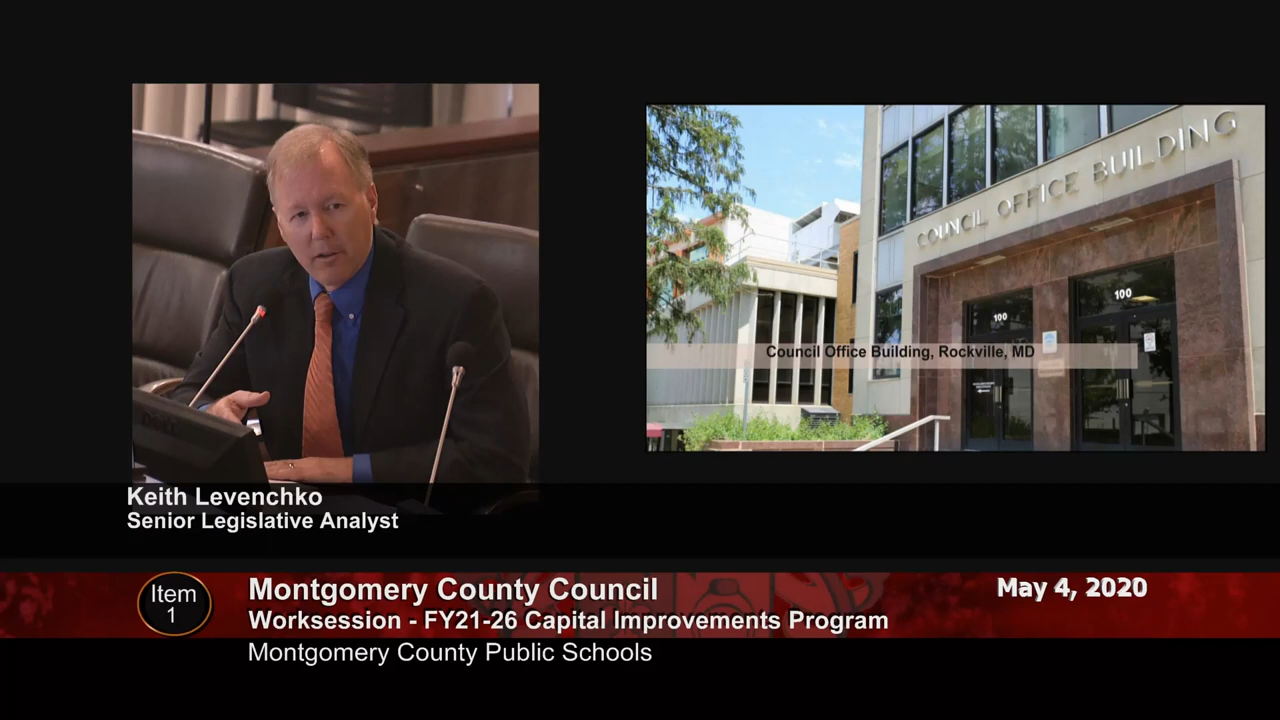 COUNCIL OFFICE BUILDING
100
100
Council Office Building, Rockville, MD
DELL
Keith Levenchko
Senior Legislative Analyst
Item
1
Montgomery County Council
May 4, 2020
Worksession - FY21-26 Capital Improvements Program
Montgomery County Public Schools